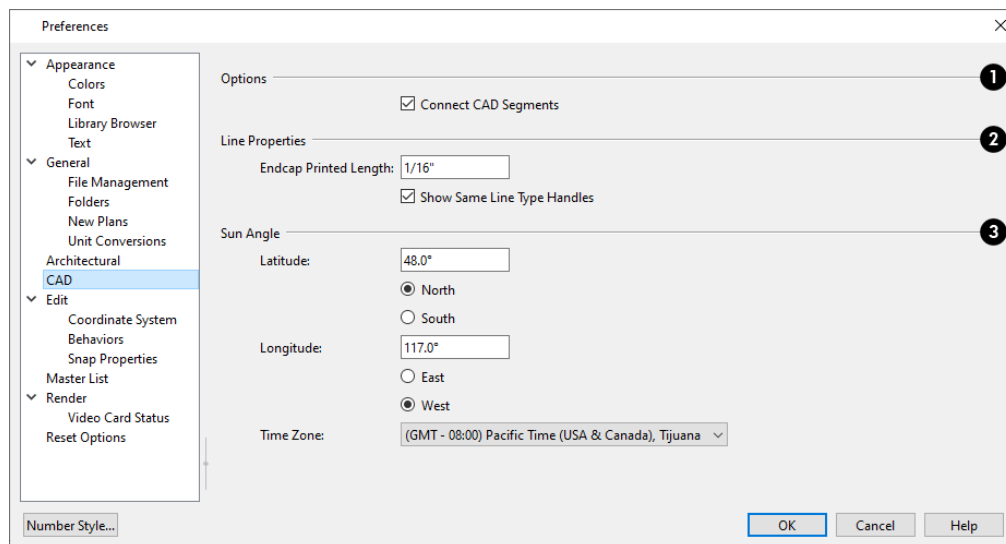 Preferences
Appearance
Colors
Font
Library Browser
Text
General
File Management
Folders
New Plans
Unit Conversions
Architectural
CAD
Edit
Coordinate System
Behaviors
Snap Properties
Master List
Render
Video Card Status
Reset Options
Options 1
Connect CAD Segments
Line Properties 2
Endcap Printed Length: 1/16"
Show Same Line Type Handles
Sun Angle 3
Latitude: 48.0°
North
South
Longitude: 117.0°
East
West
Time Zone: (GMT - 08:00) Pacific Time (USA & Canada), Tijuana
Number Style... OK Cancel Help